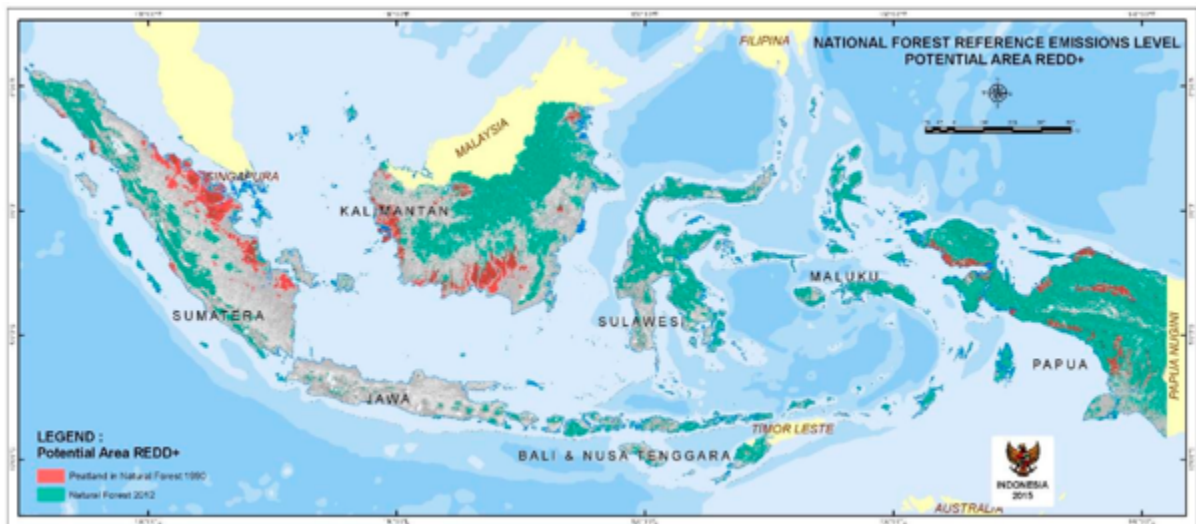 NATIONAL FOREST REFERENCE EMISSIONS LEVEL
POTENTIAL AREA REDD+
FILIPINA
MALAYSIA
SINGAPURA
KALIMANTAN
MALUKU
SUMATERA
SULAWESI
PAPUA
PAPUA NUGINI
JAWA
TIMOR LESTE
BALI & NUSA TENGGARA
LEGEND :
Potential Area REDD+
Peatland in Natural Forest 1990
Natural Forest 2012
INDONESIA
2015
AUSTRALIA